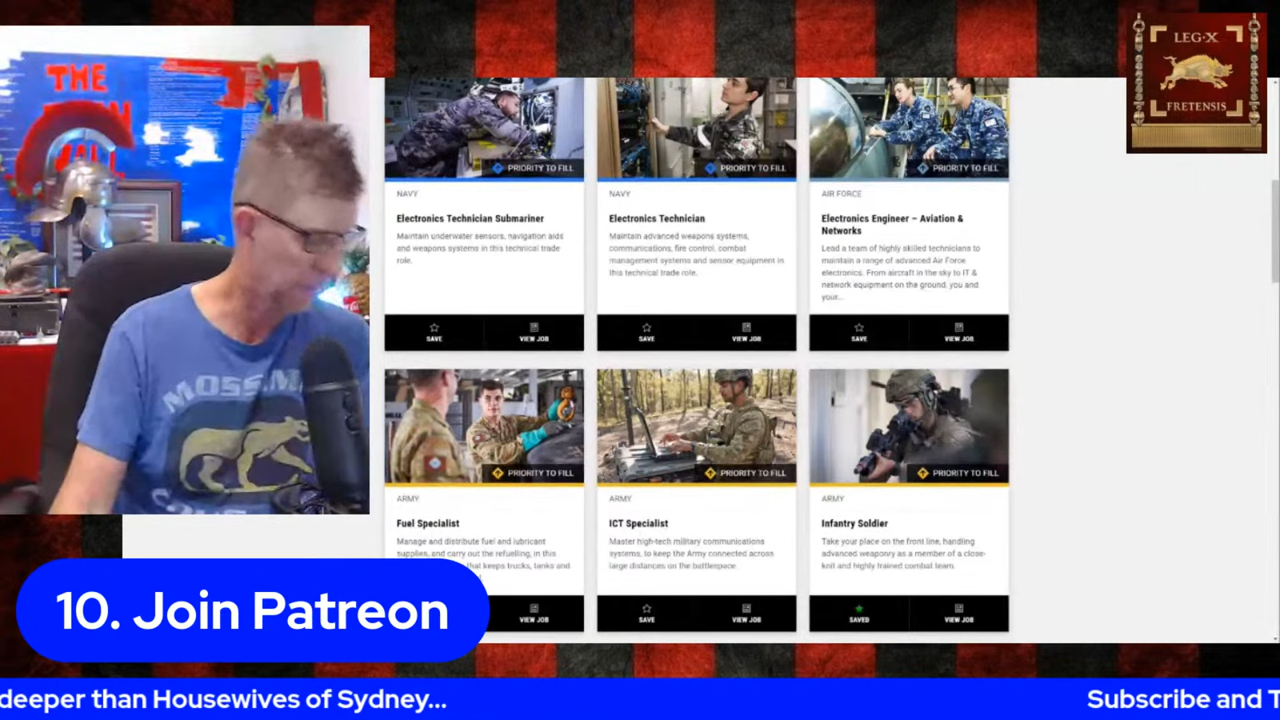 LEG·X
FRETENSIS
THE
MOSSM
PRIORITY TO FILL
PRIORITY TO FILL
PRIORITY TO FILL
NAVY
Electronics Technician Submariner
Maintain underwater sensors, navigation aids
and weapons systems in this technical trade
role.
SAVE
VIEW JOB
NAVY
Electronics Technician
Maintain advanced weapons systems,
communications, fire control, combat
management systems and sensor equipment in
this technical trade role.
SAVE
VIEW JOB
AIR FORCE
Electronics Engineer – Aviation &
Networks
Lead a team of highly skilled technicians to
maintain a range of advanced Air Force
electronics. From aircraft in the sky to IT &
network equipment on the ground, you and
your...
SAVE
VIEW JOB
PRIORITY TO FILL
PRIORITY TO FILL
PRIORITY TO FILL
ARMY
Fuel Specialist
Manage and distribute fuel and lubricant
supplies, and carry out the refuelling, in this
that keeps trucks, tanks and
VIEW JOB
ARMY
ICT Specialist
Master high-tech military communications
systems, to keep the Army connected across
large distances on the battlespace.
SAVE
VIEW JOB
ARMY
Infantry Soldier
Take your place on the front line, handling
advanced weaponry as a member of a close-
knit and highly trained combat team.
SAVED
VIEW JOB
10. Join Patreon
deeper than Housewives of Sydney...
Subscribe and T